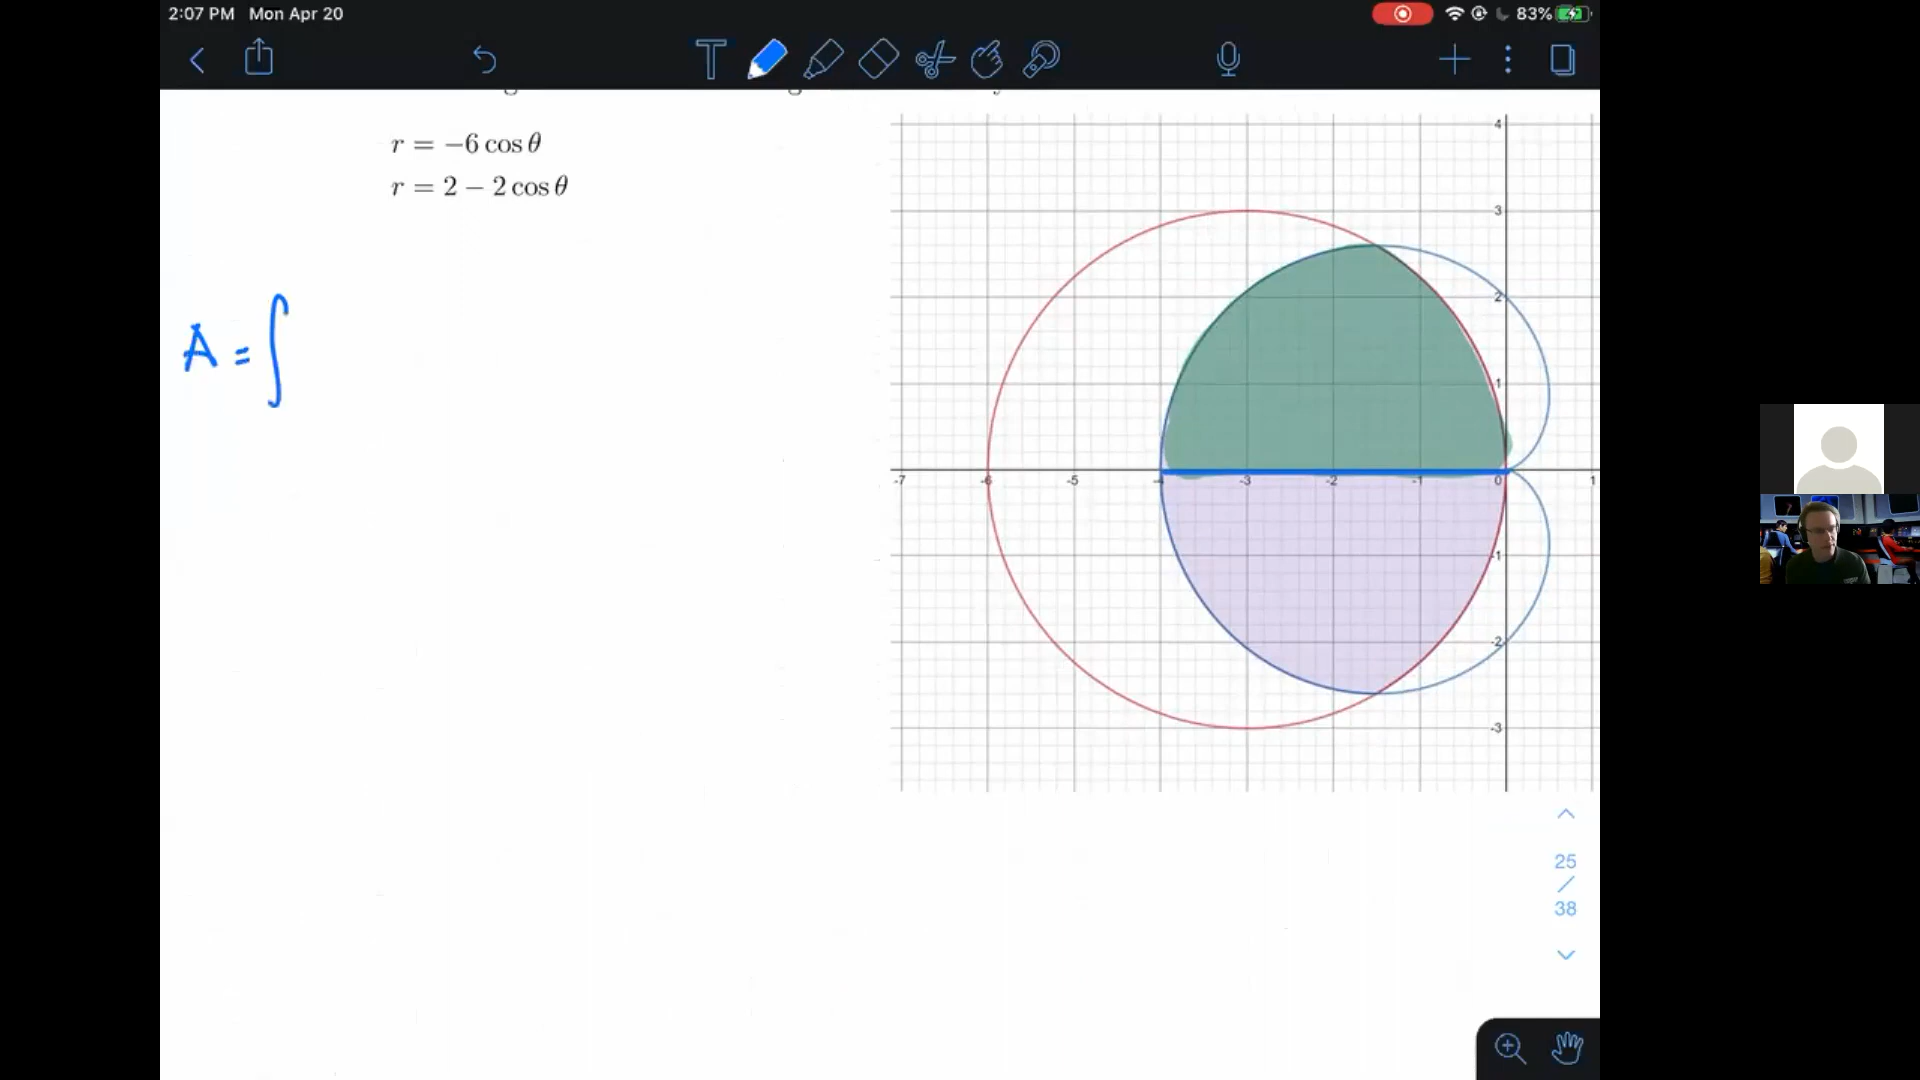 2:07 PM Mon Apr 20
83%
T
r = −6 cos θ
r = 2 − 2 cos θ
A = ∫
4
3
2
1
-7 -6 -5 -4 -3 -2 -1 0 1
-1
-2
-3
25
/
38